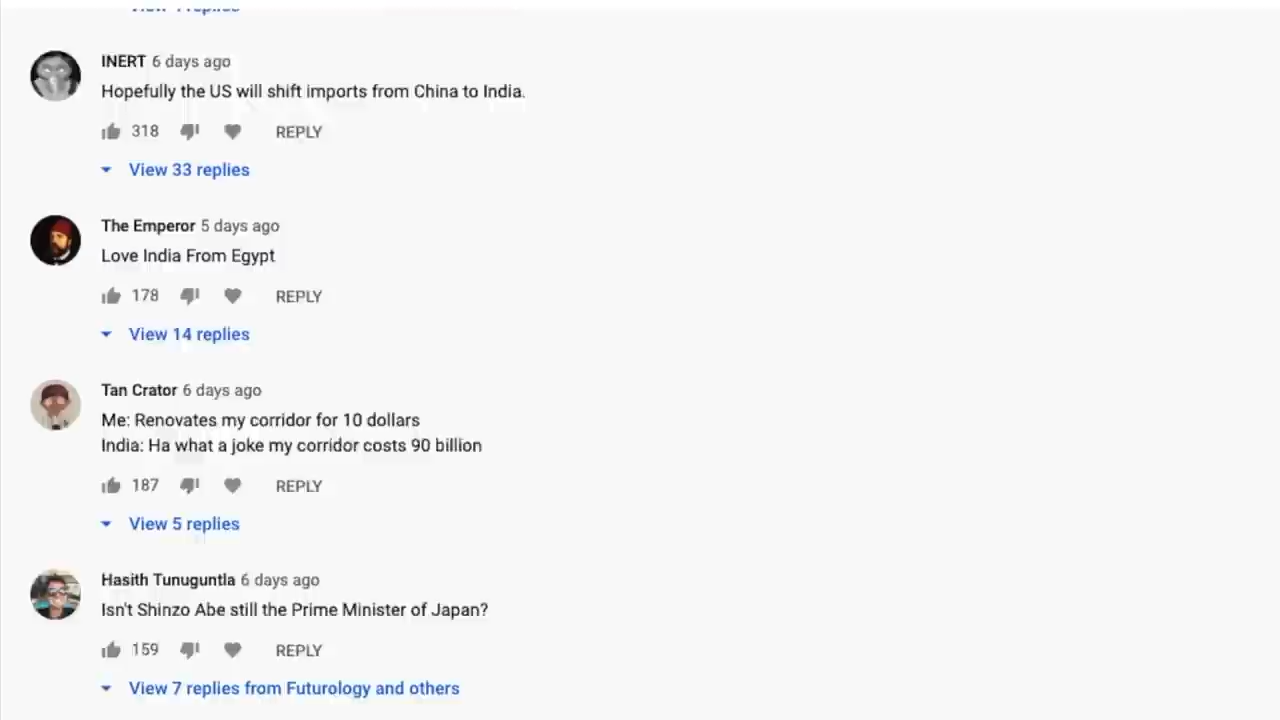 INERT 6 days ago
Hopefully the US will shift imports from China to India.
318 REPLY
View 33 replies
The Emperor 5 days ago
Love India From Egypt
178 REPLY
View 14 replies
Tan Crator 6 days ago
Me: Renovates my corridor for 10 dollars
India: Ha what a joke my corridor costs 90 billion
187 REPLY
View 5 replies
Hasith Tunuguntla 6 days ago
Isn't Shinzo Abe still the Prime Minister of Japan?
159 REPLY
View 7 replies from Futurology and others